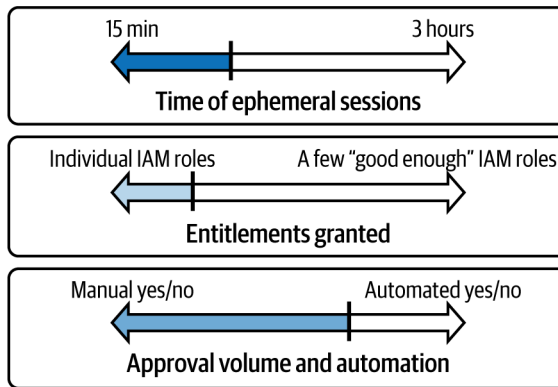 15 min 3 hours
Time of ephemeral sessions
Individual IAM roles A few “good enough” IAM roles
Entitlements granted
Manual yes/no Automated yes/no
Approval volume and automation